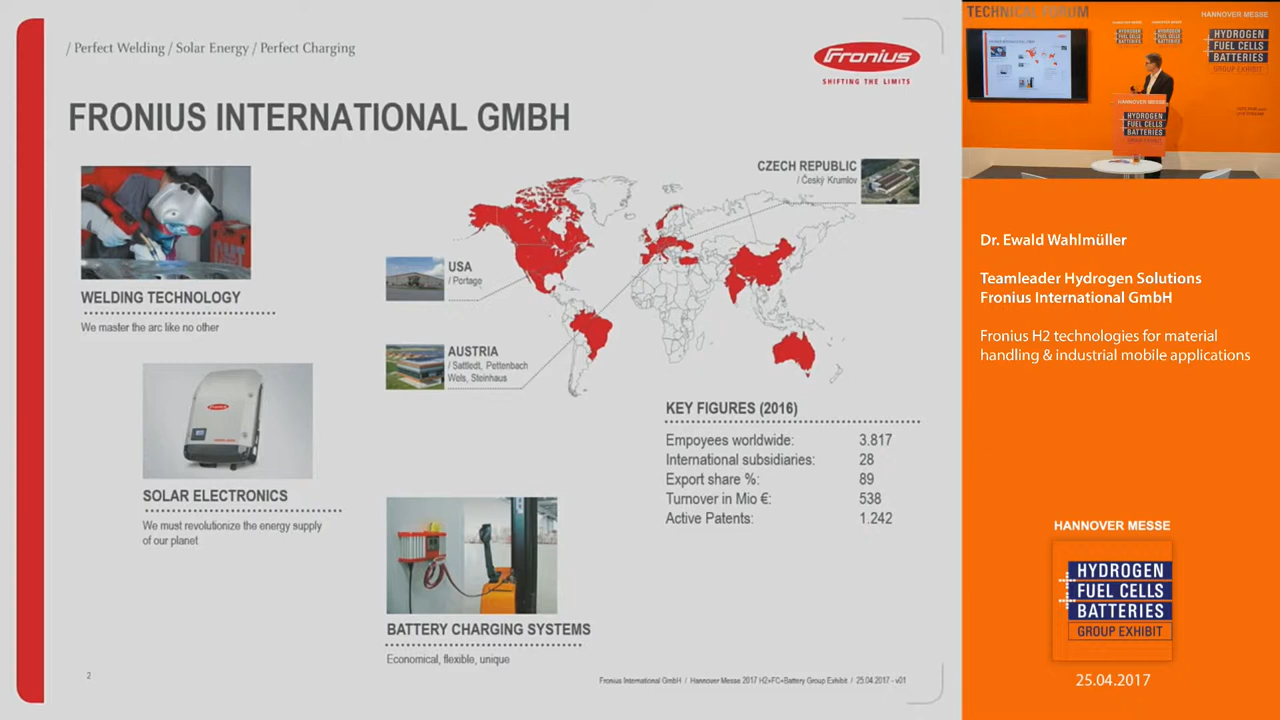 / Perfect Welding / Solar Energy / Perfect Charging
Fronius
SHIFTING THE LIMITS
FRONIUS INTERNATIONAL GMBH
WELDING TECHNOLOGY
We master the arc like no other
SOLAR ELECTRONICS
We must revolutionize the energy supply
of our planet
BATTERY CHARGING SYSTEMS
Economical, flexible, unique
USA
/ Portage
AUSTRIA
/ Sattledt, Pettenbach
Wels, Steinhaus
CZECH REPUBLIC
/ Český Krumlov
KEY FIGURES (2016)
Empoyees worldwide: 3.817
International subsidiaries: 28
Export share %: 89
Turnover in Mio €: 538
Active Patents: 1.242
2
Fronius International GmbH / Hannover Messe 2017 H2+FC+Battery Group Exhibit / 25.04.2017 - v01
TECHNICAL FORUM
HANNOVER MESSE
HYDROGEN
FUEL CELLS
BATTERIES
GROUP EXHIBIT
HANNOVER MESSE
HYDROGEN
FUEL CELLS
BATTERIES
Dr. Ewald Wahlmüller
Teamleader Hydrogen Solutions
Fronius International GmbH
Fronius H2 technologies for material
handling & industrial mobile applications
HANNOVER MESSE
HYDROGEN
FUEL CELLS
BATTERIES
GROUP EXHIBIT
25.04.2017